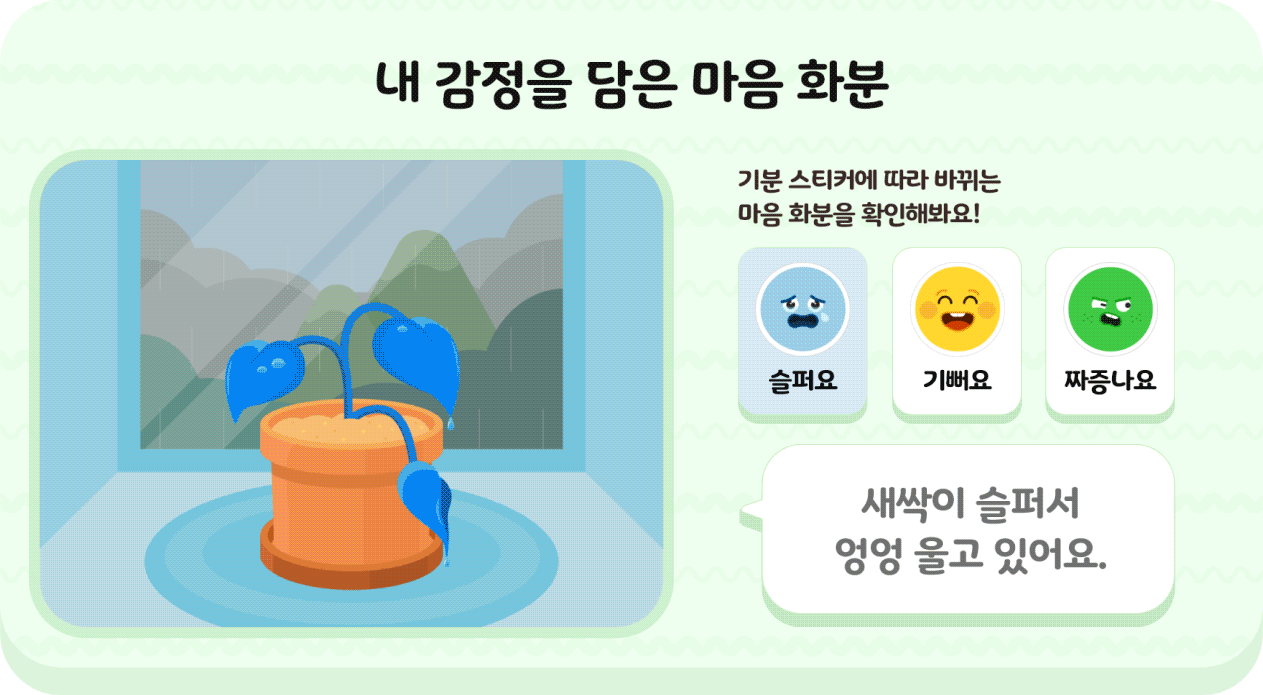 내 감정을 담은 마음 화분
기분 스티커에 따라 바뀌는
마음 화분을 확인해봐요!
슬퍼요
기뻐요
짜증나요
새싹이 슬퍼서
엉엉 울고 있어요.